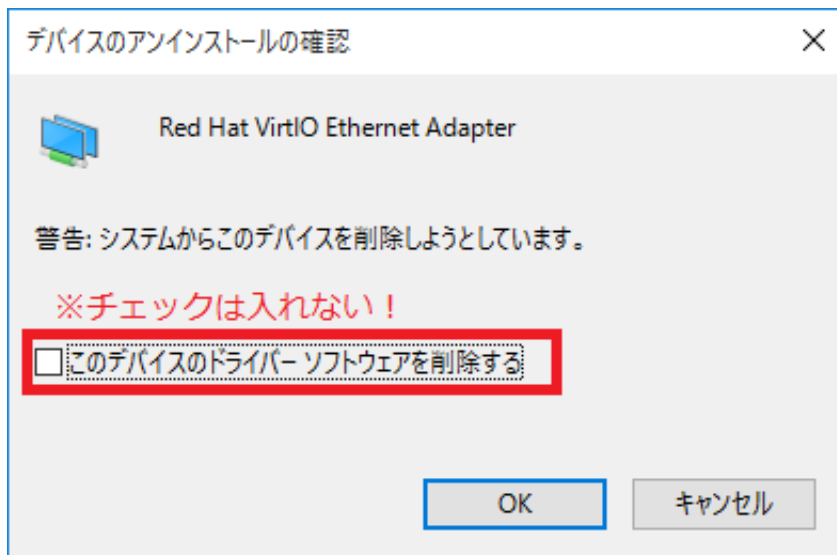 デバイスのアンインストールの確認
Red Hat VirtIO Ethernet Adapter
警告: システムからこのデバイスを削除しようとしています。
※チェックは入れない！
このデバイスのドライバー ソフトウェアを削除する
OK
キャンセル